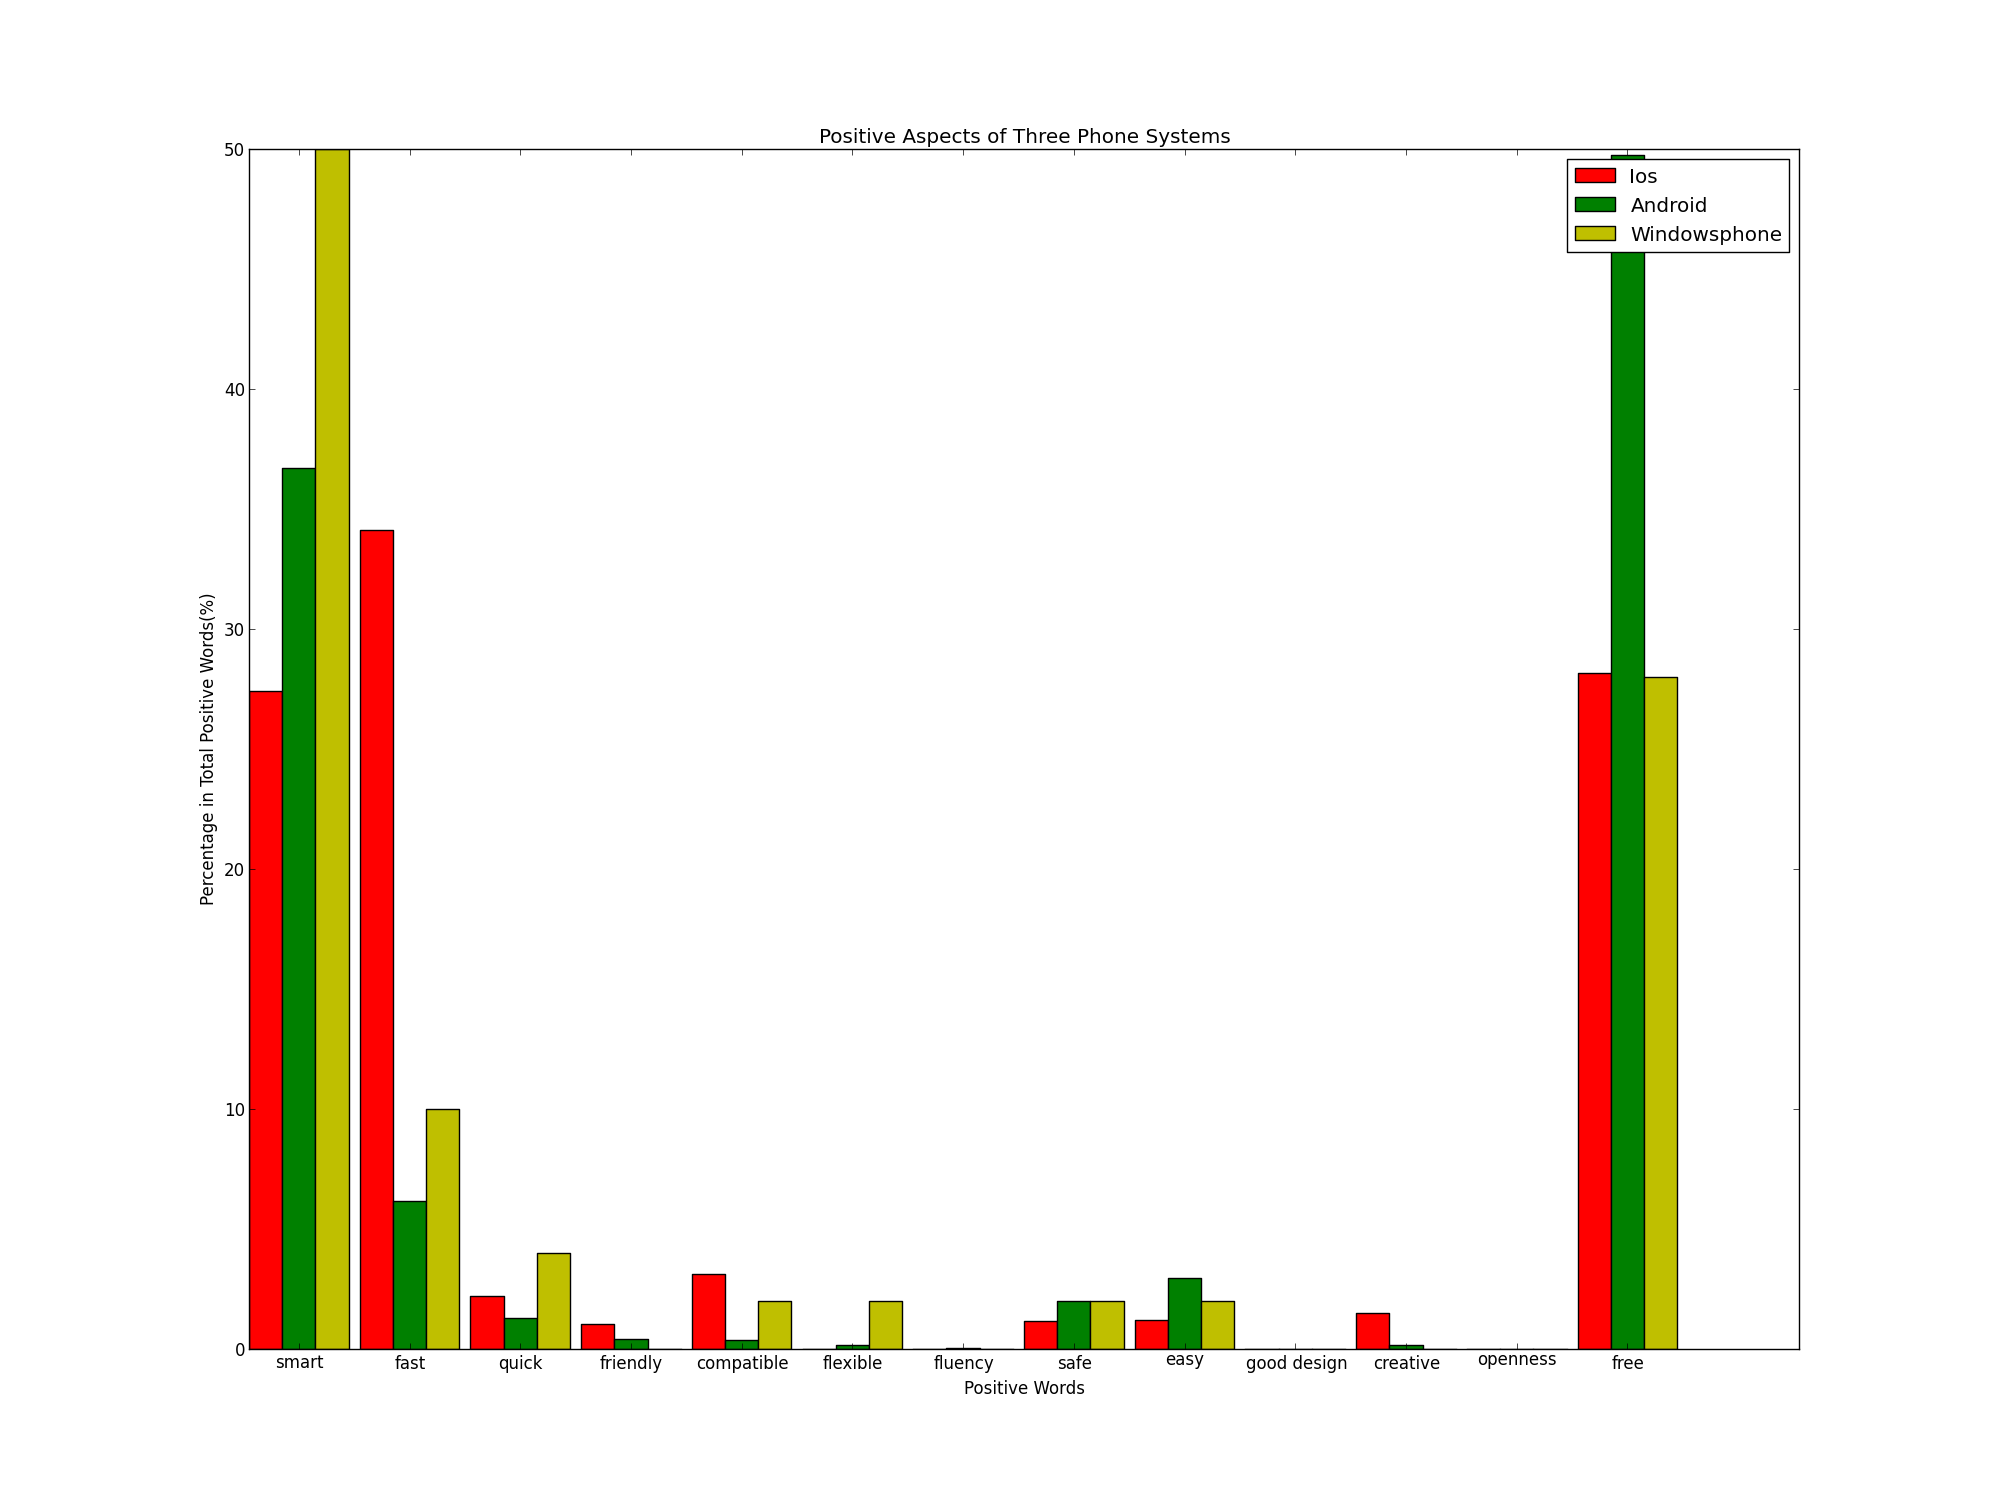 Positive Aspects of Three Phone Systems
Ios
Android
Windowsphone
50
40
30
20
10
0
Percentage in Total Positive Words(%)
smart fast quick friendly compatible flexible fluency safe easy good design creative openness free
Positive Words